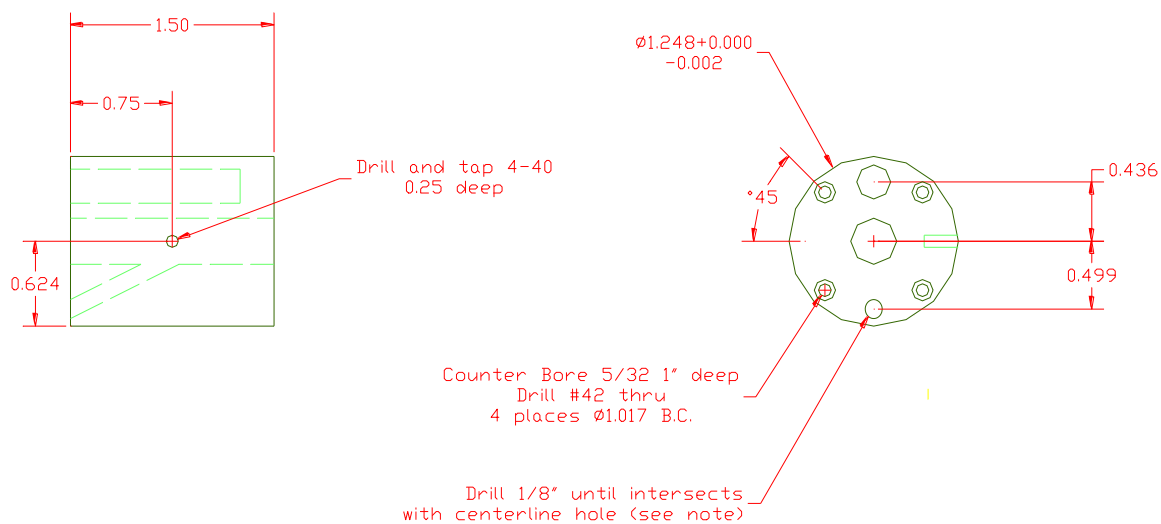 1.50
0.75
Drill and tap 4-40
0.25 deep
0.624
ø1.248+0.000
-0.002
°45
0.436
0.499
Counter Bore 5/32 1" deep
Drill #42 thru
4 places ø1.017 B.C.
Drill 1/8" until intersects
with centerline hole (see note)